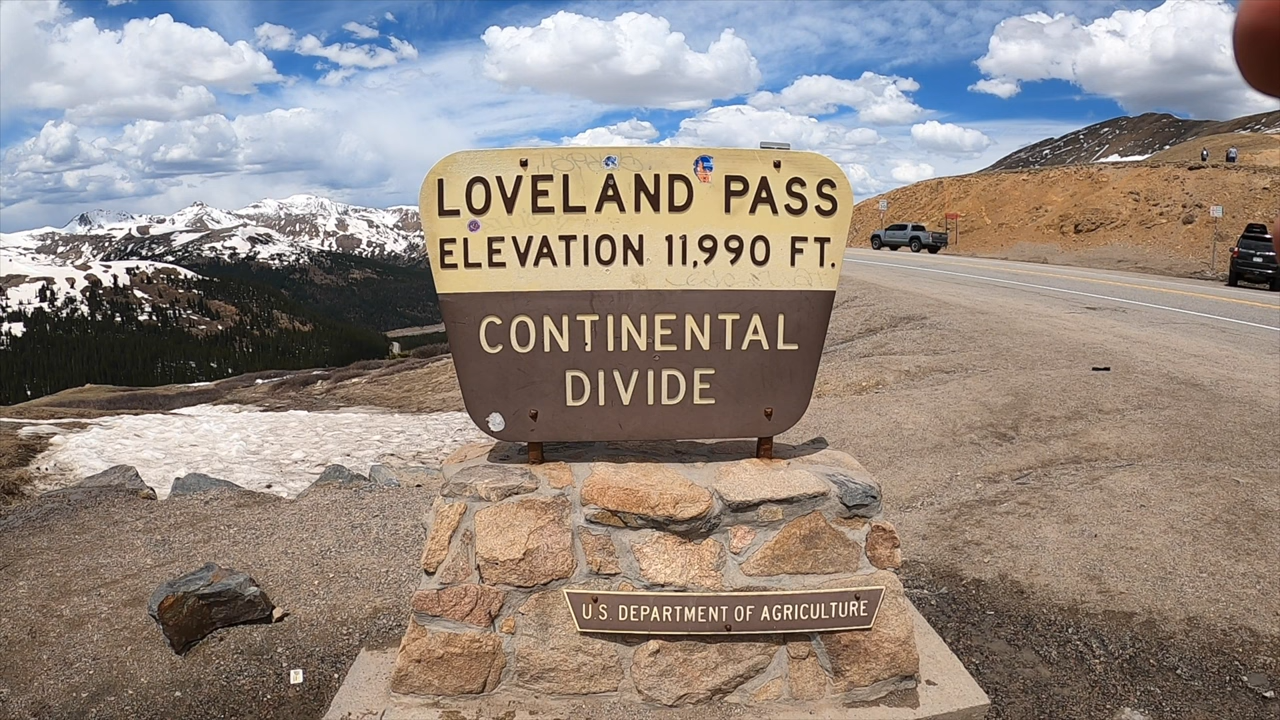 LOVELAND PASS
ELEVATION 11,990 FT.
CONTINENTAL
DIVIDE
U.S. DEPARTMENT OF AGRICULTURE